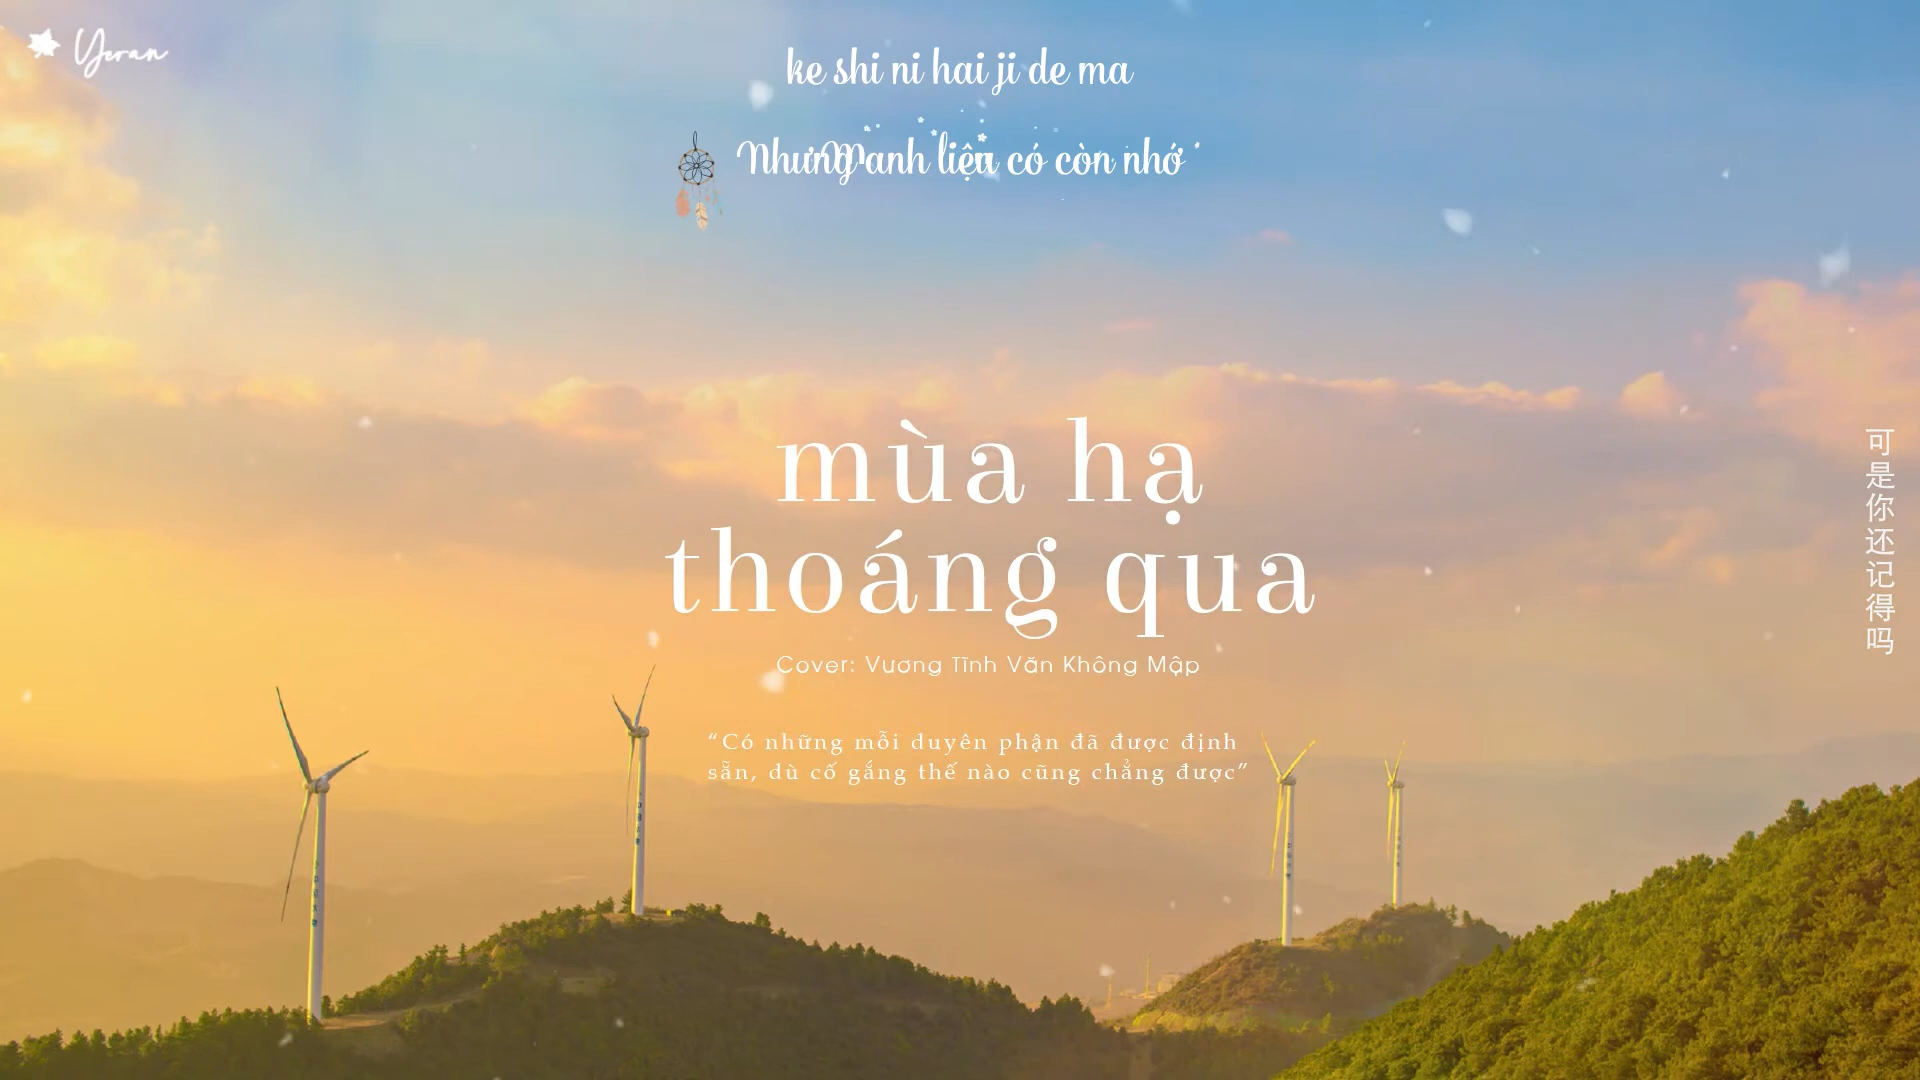 Yeran
ke shi ni hai ji de ma
Nhưng anh liệu có còn nhớ
mùa hạ
thoáng qua
Cover: Vương Tĩnh Văn Không Mập
“Có những mỗi duyên phận đã được định
sẵn, dù cố gắng thế nào cũng chẳng được”
可是你还记得吗